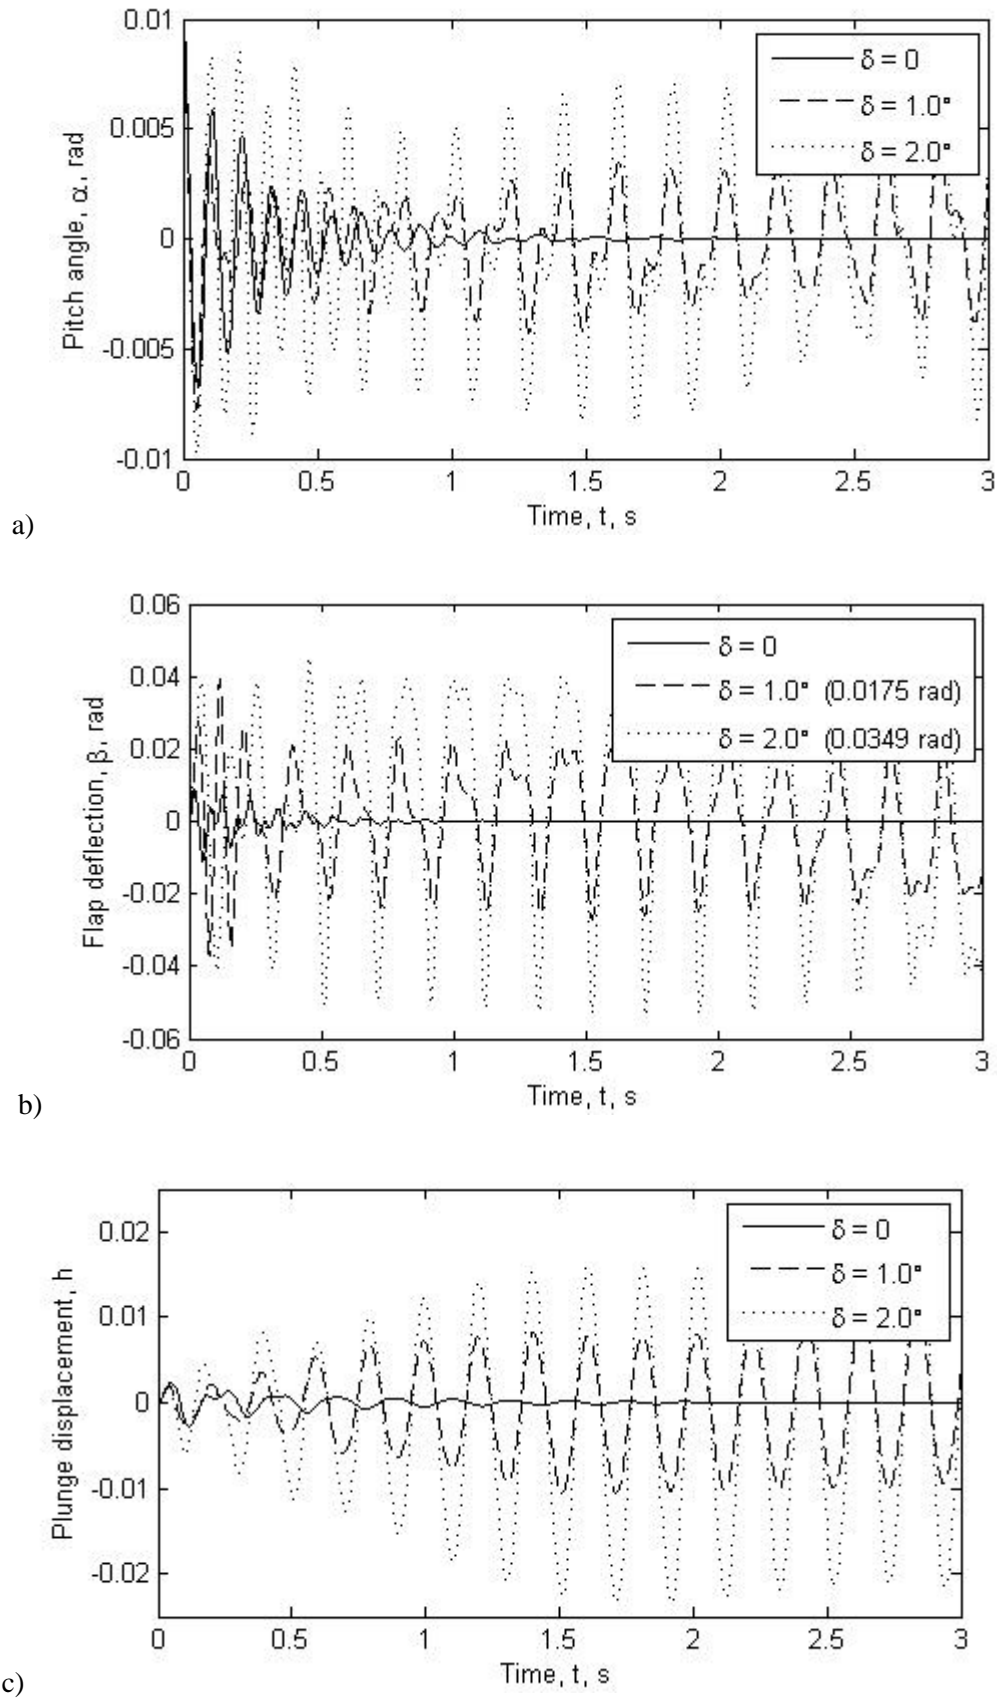 0.01
0.005
0
-0.005
-0.01
Pitch angle, α, rad
δ = 0
δ = 1.0°
δ = 2.0°
0 0.5 1 1.5 2 2.5 3
Time, t, s
a)
0.06
0.04
0.02
0
-0.02
-0.04
-0.06
Flap deflection, β, rad
δ = 0
δ = 1.0° (0.0175 rad)
δ = 2.0° (0.0349 rad)
0 0.5 1 1.5 2 2.5 3
Time, t, s
b)
0.02
0.01
0
-0.01
-0.02
Plunge displacement, h
δ = 0
δ = 1.0°
δ = 2.0°
0 0.5 1 1.5 2 2.5 3
Time, t, s
c)